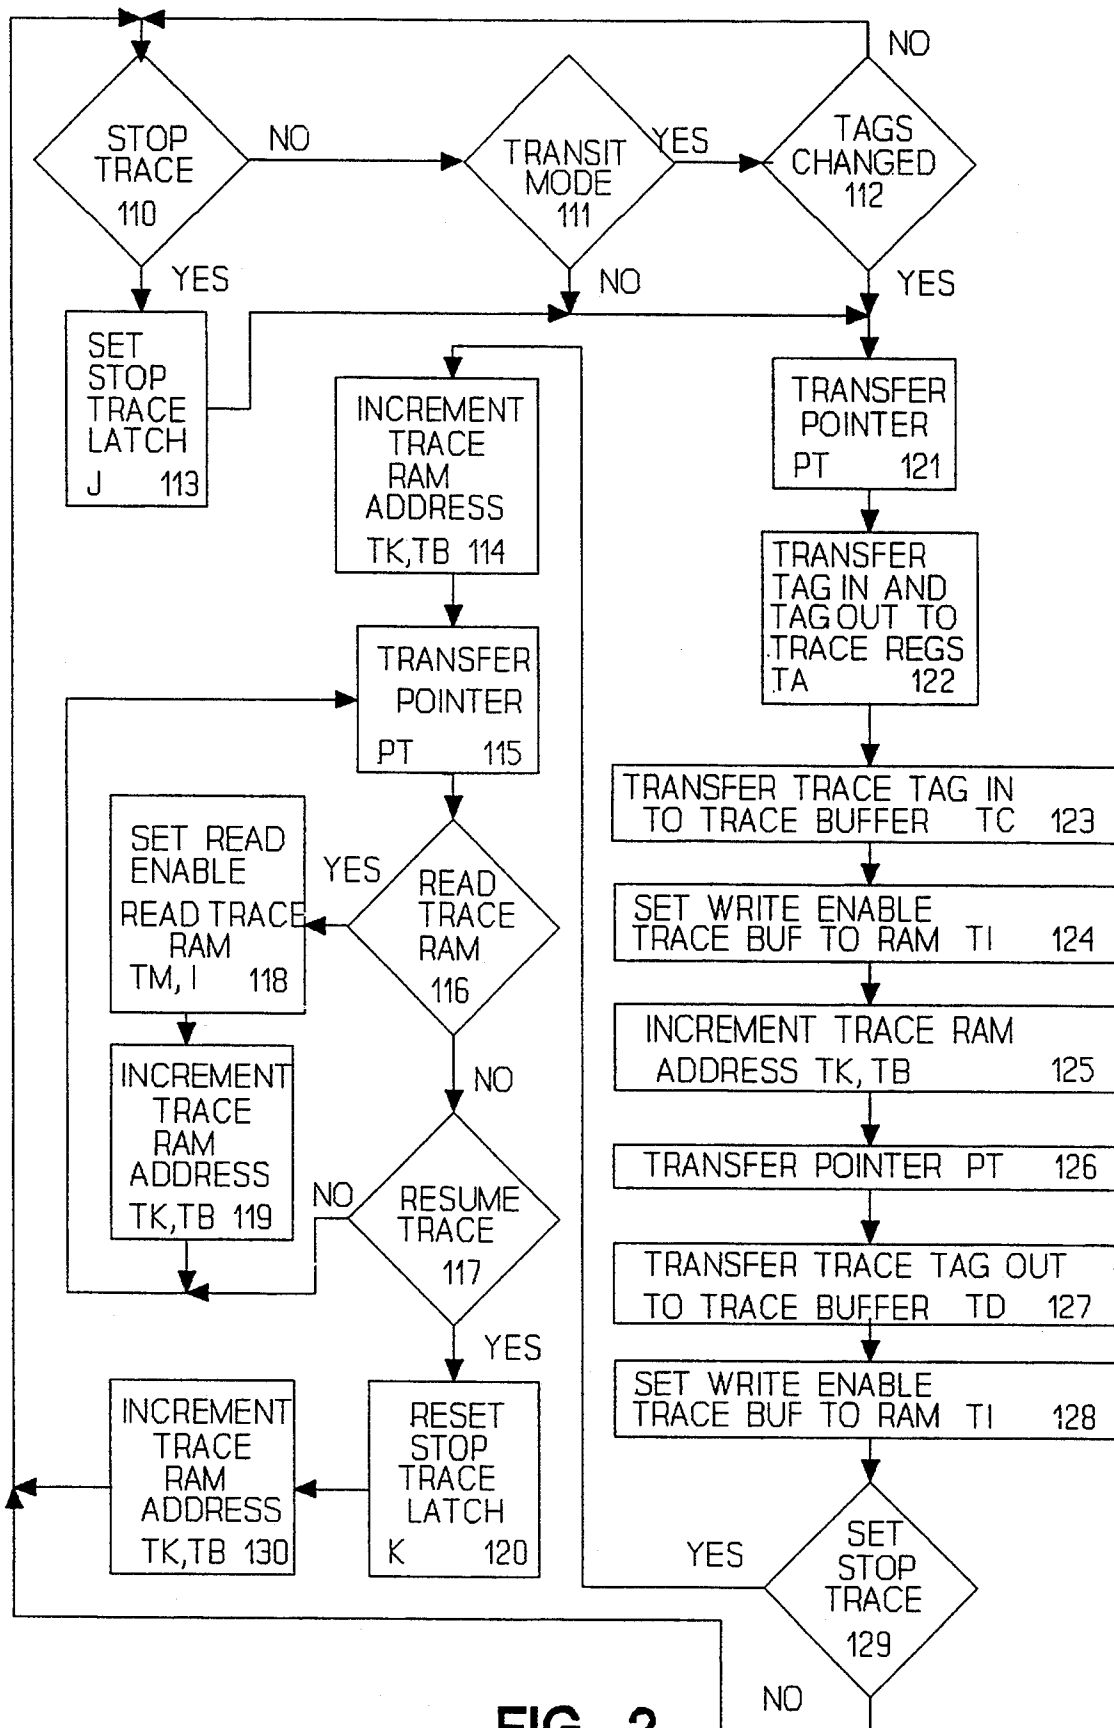 NO
STOP
TRACE
110
NO
TRANSIT
MODE
111
YES
TAGS
CHANGED
112
YES
NO
YES
SET
STOP
TRACE
LATCH
J 113
INCREMENT
TRACE
RAM
ADDRESS
TK,TB 114
TRANSFER
POINTER
PT 121
TRANSFER
TAG IN AND
TAG OUT TO
TRACE REGS
TA 122
TRANSFER
POINTER
PT 115
TRANSFER TRACE TAG IN
TO TRACE BUFFER TC 123
SET READ
ENABLE
READ TRACE
RAM
TM, I 118
YES
READ
TRACE
RAM
116
SET WRITE ENABLE
TRACE BUF TO RAM TI 124
INCREMENT TRACE RAM
ADDRESS TK, TB 125
NO
INCREMENT
TRACE
RAM
ADDRESS
TK,TB 119
NO
RESUME
TRACE
117
TRANSFER POINTER PT 126
TRANSFER TRACE TAG OUT
TO TRACE BUFFER TD 127
YES
SET WRITE ENABLE
TRACE BUF TO RAM TI 128
INCREMENT
TRACE
RAM
ADDRESS
TK,TB 130
RESET
STOP
TRACE
LATCH
K 120
YES
SET
STOP
TRACE
129
NO
FIG. 2